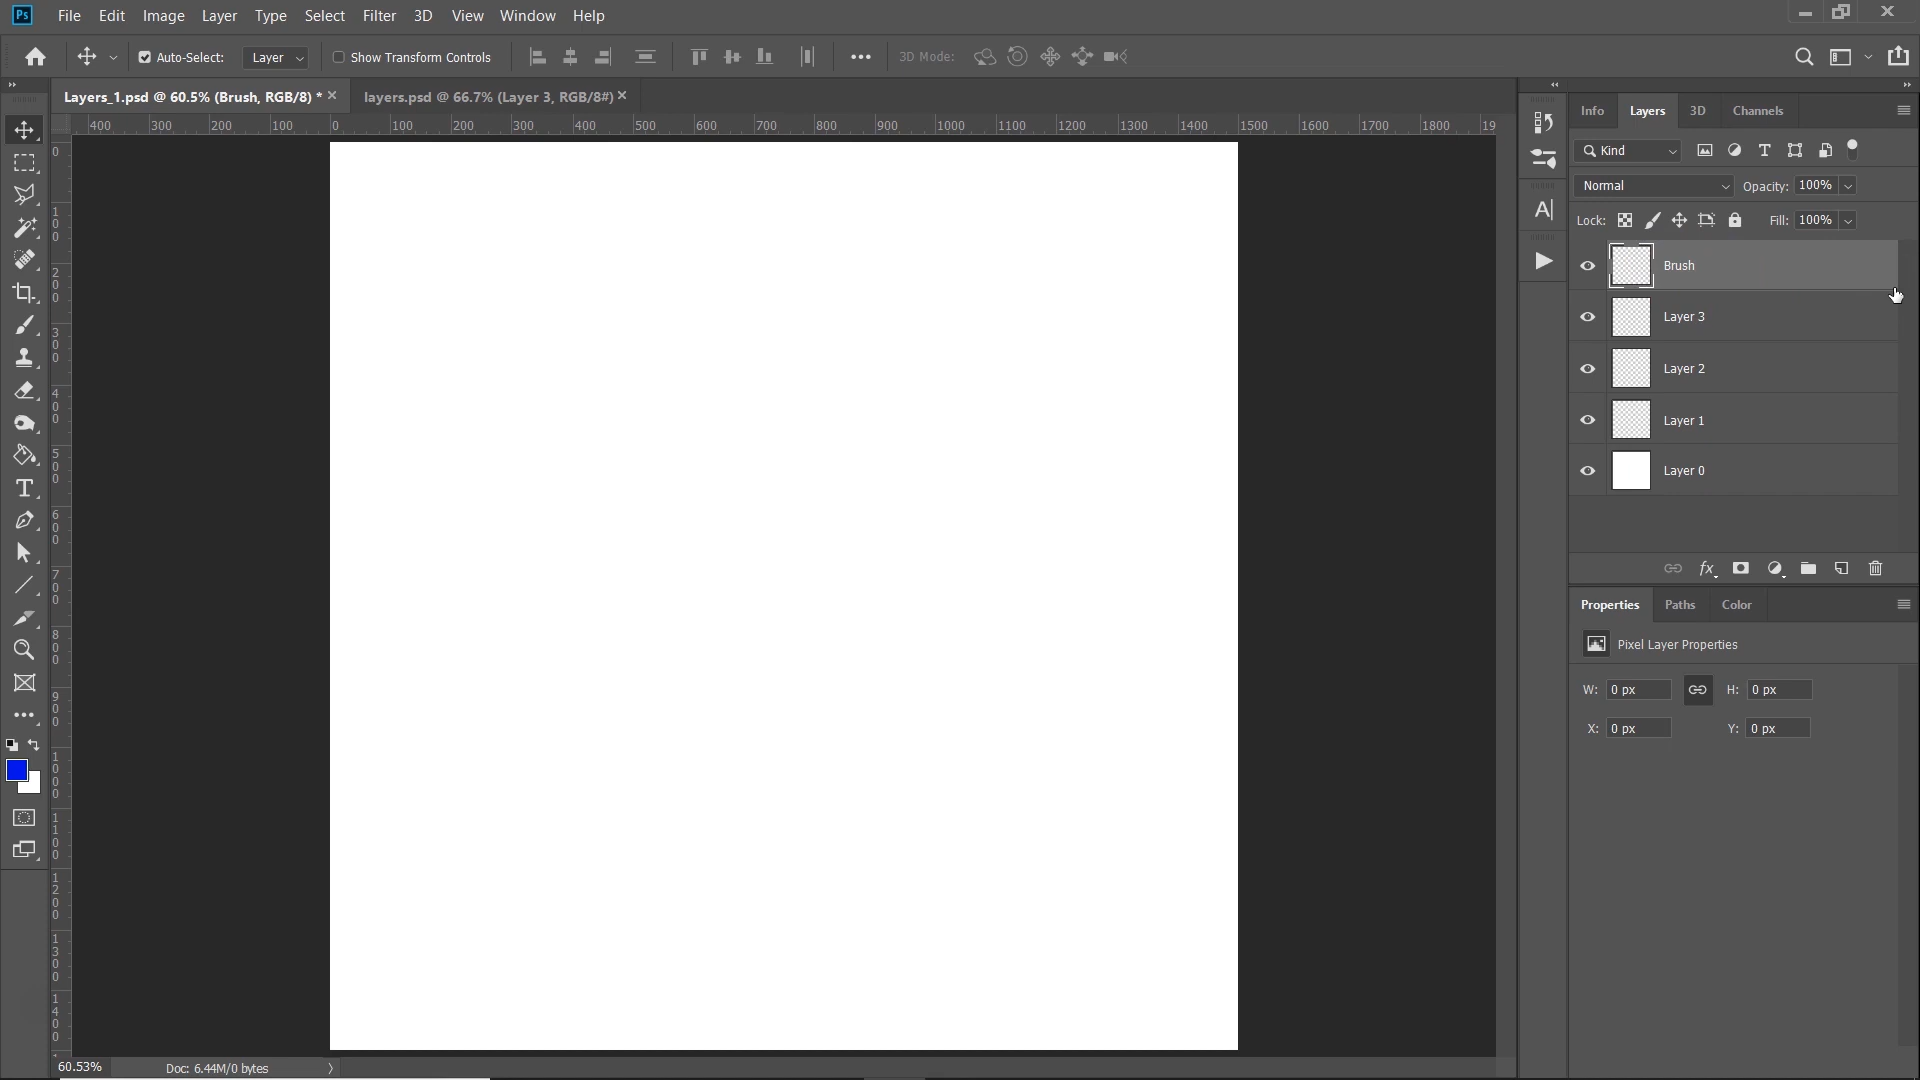 Ps File Edit Image Layer Type Select Filter 3D View Window Help
Auto-Select: Layer Show Transform Controls 3D Mode:
Layers_1.psd @ 60.5% (Brush, RGB/8) * layers.psd @ 66.7% (Layer 3, RGB/8#)
400 300 200 100 0 100 200 300 400 500 600 700 800 900 1000 1100 1200 1300 1400 1500 1600 1700 1800 19
0
100
200
300
400
500
600
700
800
900
1000
1100
1200
1300
1400
Info Layers 3D Channels
Kind
Normal Opacity: 100%
Lock: Fill: 100%
Brush
Layer 3
Layer 2
Layer 1
Layer 0
fx
Properties Paths Color
Pixel Layer Properties
W: 0 px H: 0 px
X: 0 px Y: 0 px
60.53% Doc: 6.44M/0 bytes